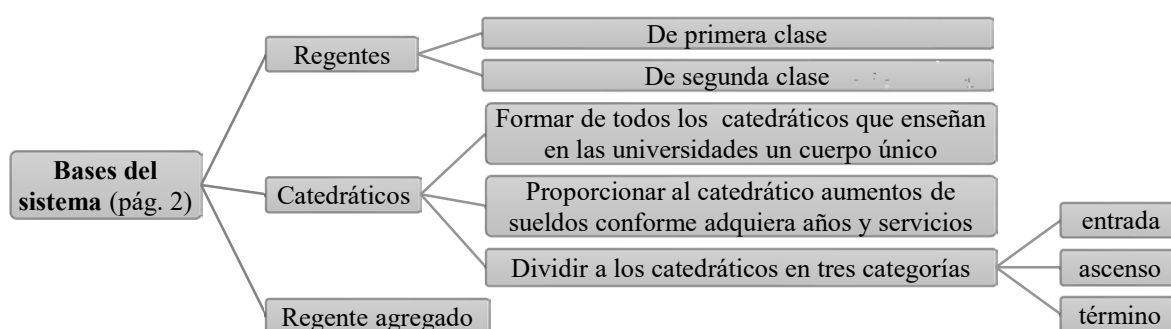 Bases del
sistema (pág. 2)
Regentes
De primera clase
De segunda clase
Catedráticos
Formar de todos los catedráticos que enseñan
en las universidades un cuerpo único
Proporcionar al catedrático aumentos de
sueldos conforme adquiera años y servicios
Dividir a los catedráticos en tres categorías
entrada
ascenso
término
Regente agregado